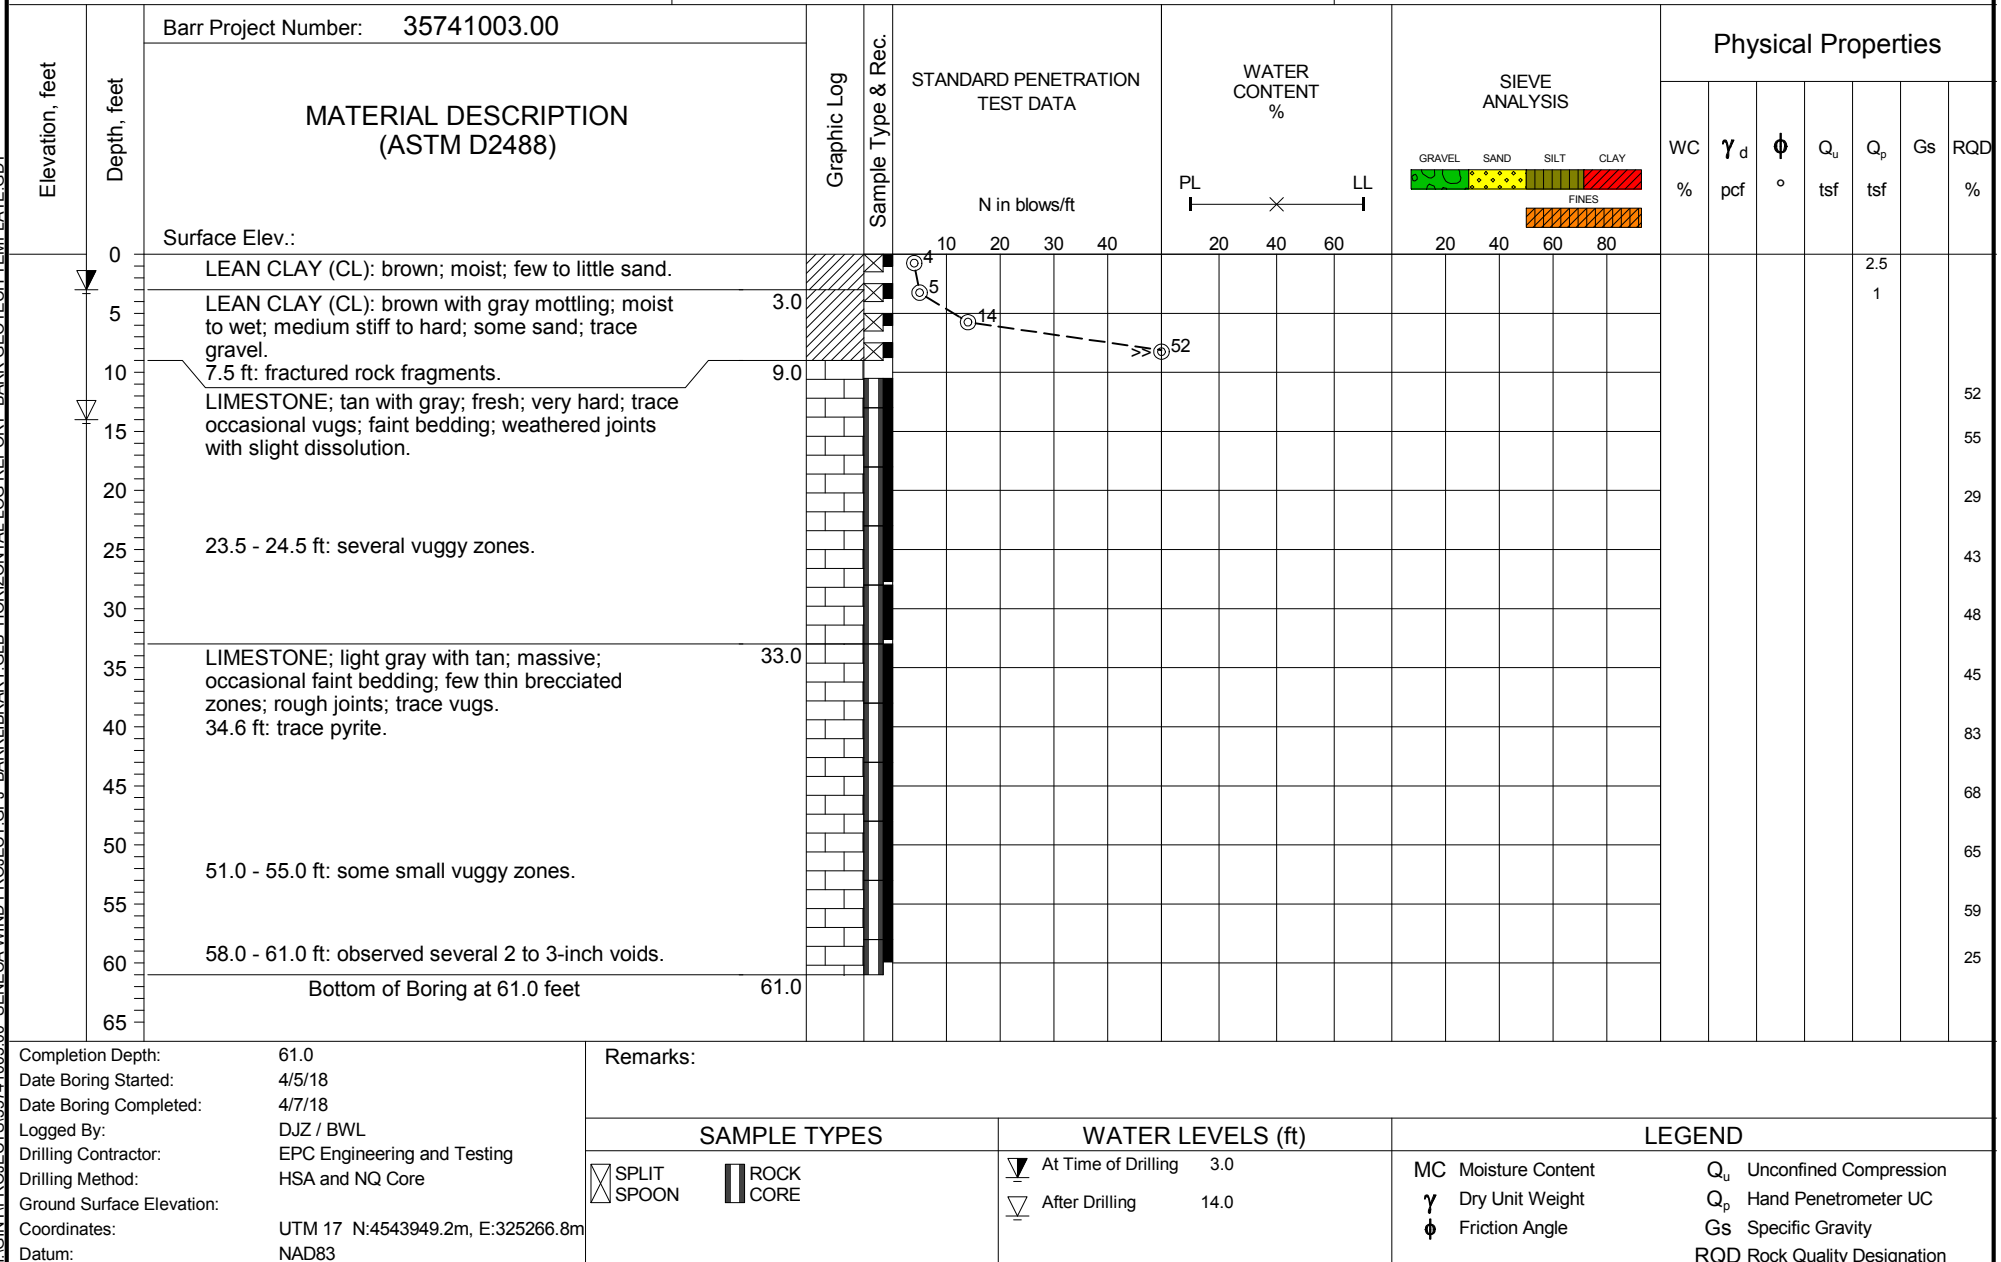 Barr Project Number: 35741003.00
Elevation, feet
Depth, feet
MATERIAL DESCRIPTION
(ASTM D2488)
Surface Elev.:
Graphic Log
Sample Type & Rec.
STANDARD PENETRATION
TEST DATA
N in blows/ft
10 20 30 40
WATER
CONTENT
%
PL LL
20 40 60
SIEVE
ANALYSIS
GRAVEL SAND SILT CLAY
FINES
20 40 60 80
Physical Properties
WC γd ϕ Qu Qp Gs RQD
% pcf ° tsf tsf %
0
LEAN CLAY (CL): brown; moist; few to little sand.
4
2.5
3.0
LEAN CLAY (CL): brown with gray mottling; moist
to wet; medium stiff to hard; some sand; trace
gravel.
5
1
5
14
>> 52
7.5 ft: fractured rock fragments.
9.0
10
LIMESTONE; tan with gray; fresh; very hard; trace
occasional vugs; faint bedding; weathered joints
with slight dissolution.
52
15
55
20
29
23.5 - 24.5 ft: several vuggy zones.
25
43
30
48
33.0
LIMESTONE; light gray with tan; massive;
occasional faint bedding; few thin brecciated
zones; rough joints; trace vugs.
34.6 ft: trace pyrite.
35
45
40
83
45
68
50
65
51.0 - 55.0 ft: some small vuggy zones.
55
59
58.0 - 61.0 ft: observed several 2 to 3-inch voids.
60
25
Bottom of Boring at 61.0 feet
61.0
65
Completion Depth: 61.0
Date Boring Started: 4/5/18
Date Boring Completed: 4/7/18
Logged By: DJZ / BWL
Drilling Contractor: EPC Engineering and Testing
Drilling Method: HSA and NQ Core
Ground Surface Elevation:
Coordinates: UTM 17 N:4543949.2m, E:325266.8m
Datum: NAD83
Remarks:
SAMPLE TYPES
SPLIT
SPOON
ROCK
CORE
WATER LEVELS (ft)
At Time of Drilling 3.0
After Drilling 14.0
LEGEND
MC Moisture Content
γ Dry Unit Weight
ϕ Friction Angle
Qu Unconfined Compression
Qp Hand Penetrometer UC
Gs Specific Gravity
RQD Rock Quality Designation